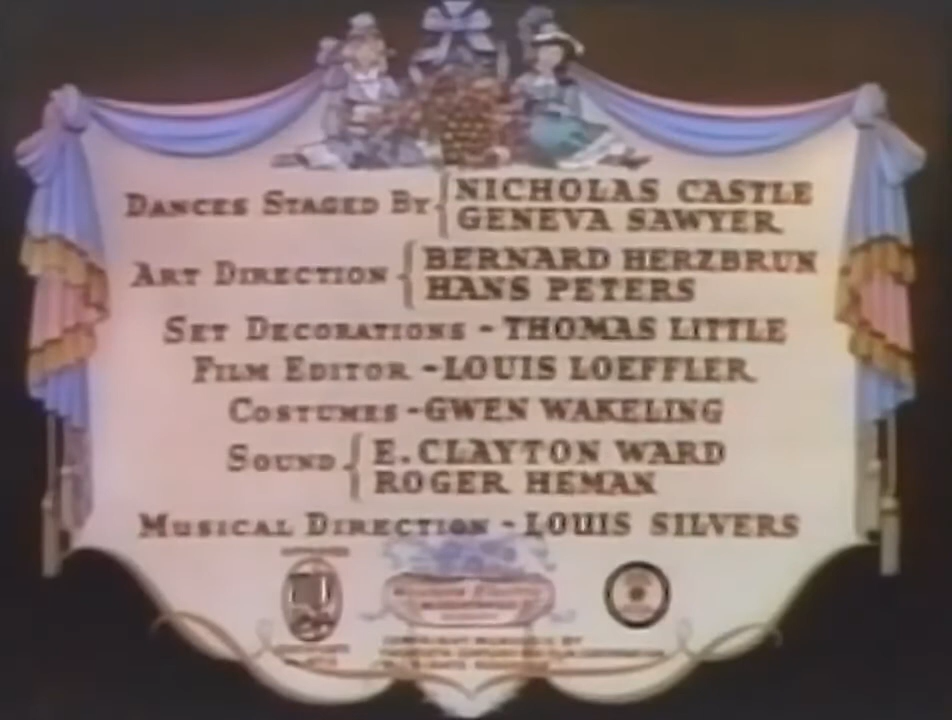 DANCES STAGED BY { NICHOLAS CASTLE
GENEVA SAWYER
ART DIRECTION { BERNARD HERZBRUN
HANS PETERS
SET DECORATIONS - THOMAS LITTLE
FILM EDITOR - LOUIS LOEFFLER
COSTUMES - GWEN WAKELING
SOUND { E. CLAYTON WARD
ROGER HEMAN
MUSICAL DIRECTION - LOUIS SILVERS